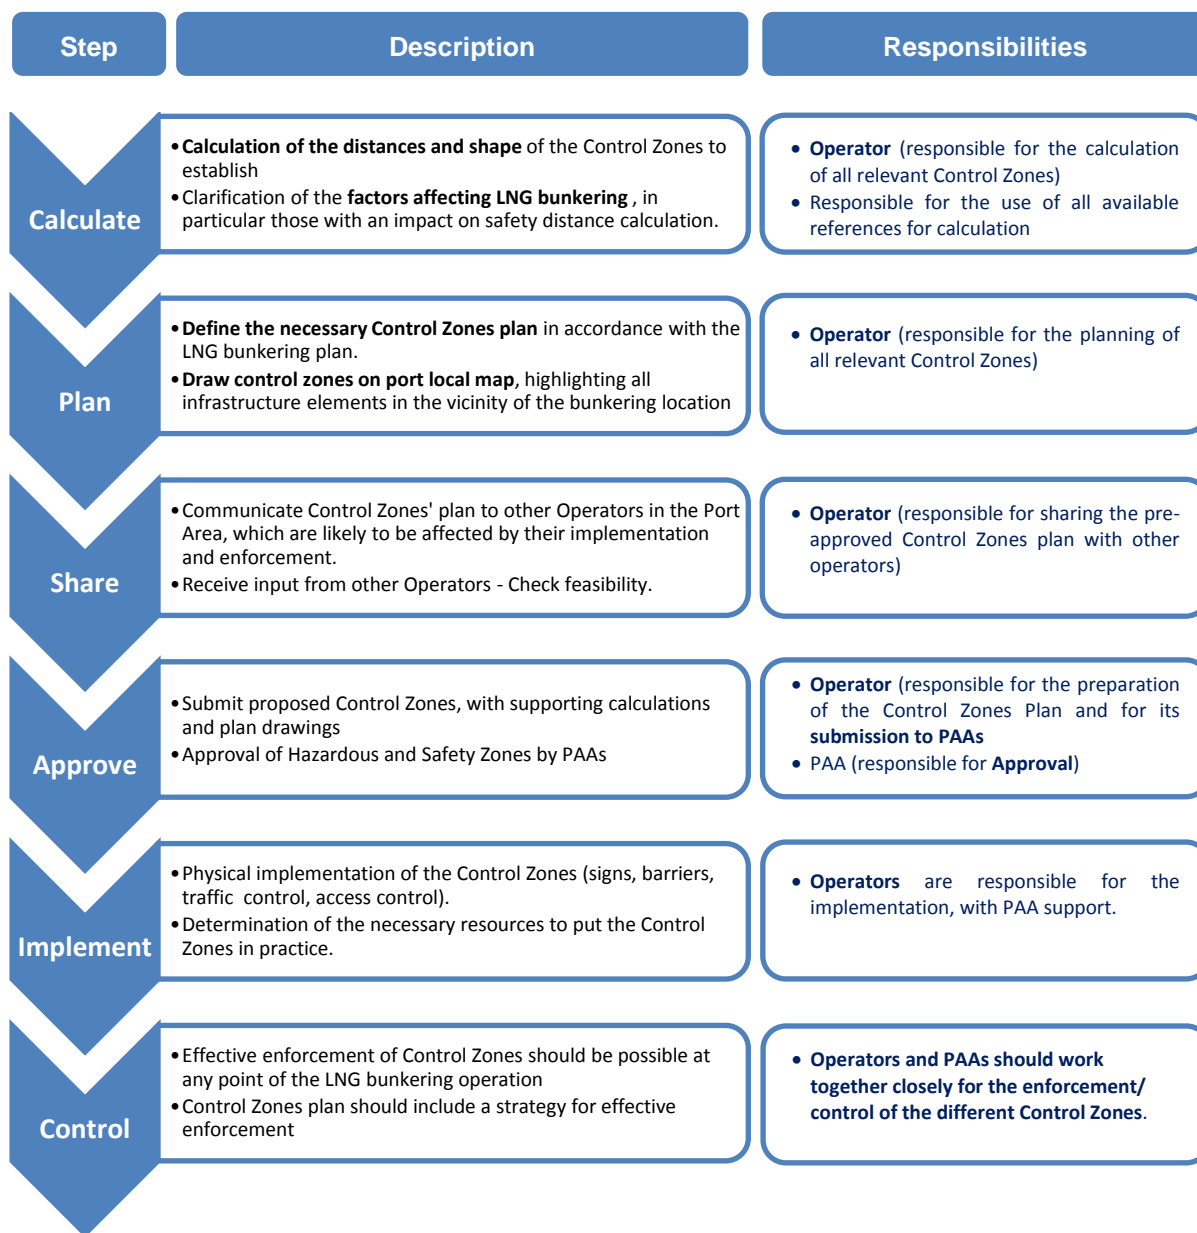 Step
Description
Responsibilities
Calculate
•Calculation of the distances and shape of the Control Zones to
establish
•Clarification of the factors affecting LNG bunkering , in
particular those with an impact on safety distance calculation.
• Operator (responsible for the calculation
of all relevant Control Zones)
• Responsible for the use of all available
references for calculation
Plan
•Define the necessary Control Zones plan in accordance with the
LNG bunkering plan.
•Draw control zones on port local map, highlighting all
infrastructure elements in the vicinity of the bunkering location
• Operator (responsible for the planning of
all relevant Control Zones)
Share
•Communicate Control Zones' plan to other Operators in the Port
Area, which are likely to be affected by their implementation
and enforcement.
•Receive input from other Operators - Check feasibility.
• Operator (responsible for sharing the pre-
approved Control Zones plan with other
operators)
Approve
•Submit proposed Control Zones, with supporting calculations
and plan drawings
•Approval of Hazardous and Safety Zones by PAAs
• Operator (responsible for the preparation
of the Control Zones Plan and for its
submission to PAAs
• PAA (responsible for Approval)
Implement
•Physical implementation of the Control Zones (signs, barriers,
traffic control, access control).
•Determination of the necessary resources to put the Control
Zones in practice.
• Operators are responsible for the
implementation, with PAA support.
Control
•Effective enforcement of Control Zones should be possible at
any point of the LNG bunkering operation
•Control Zones plan should include a strategy for effective
enforcement
• Operators and PAAs should work
together closely for the enforcement/
control of the different Control Zones.